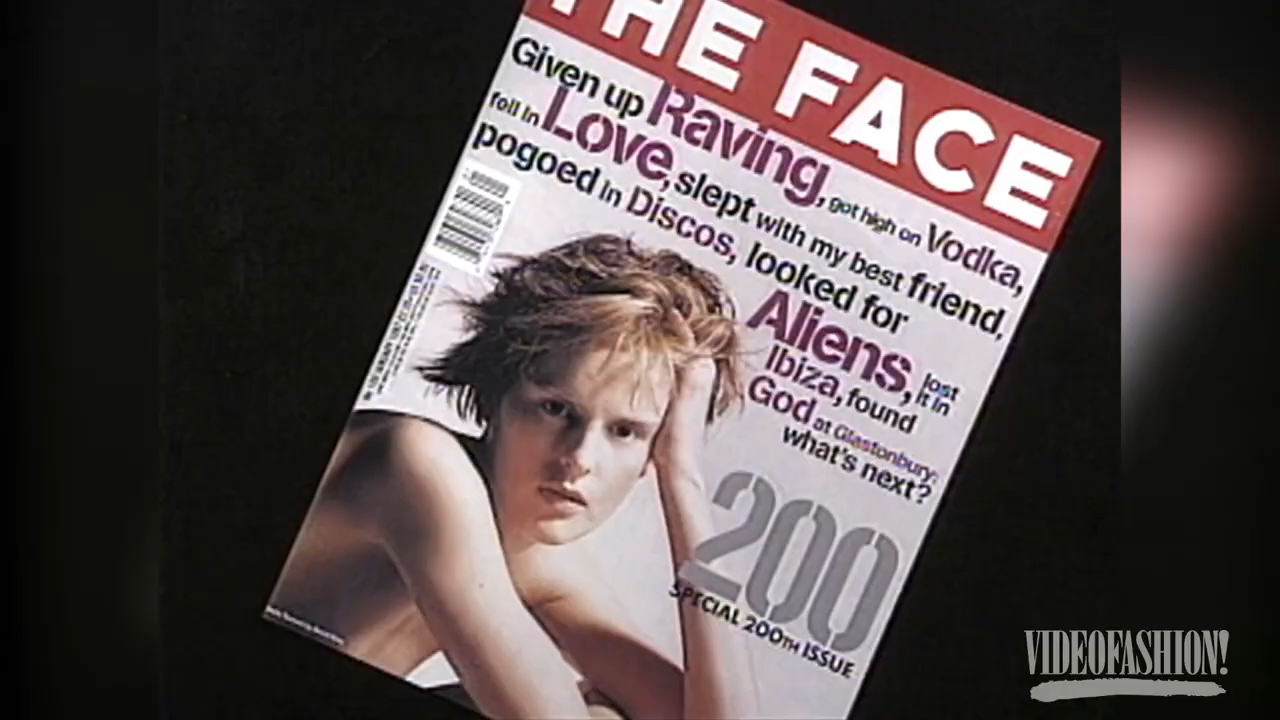 THE FACE
Given up Raving, got high on Vodka,
fell in Love, slept with my best friend,
pogoed in Discos, looked for
Aliens, lost it in
Ibiza, found
God at Glastonbury:
what's next?
200
SPECIAL 200TH ISSUE
VIDEOFASHION!